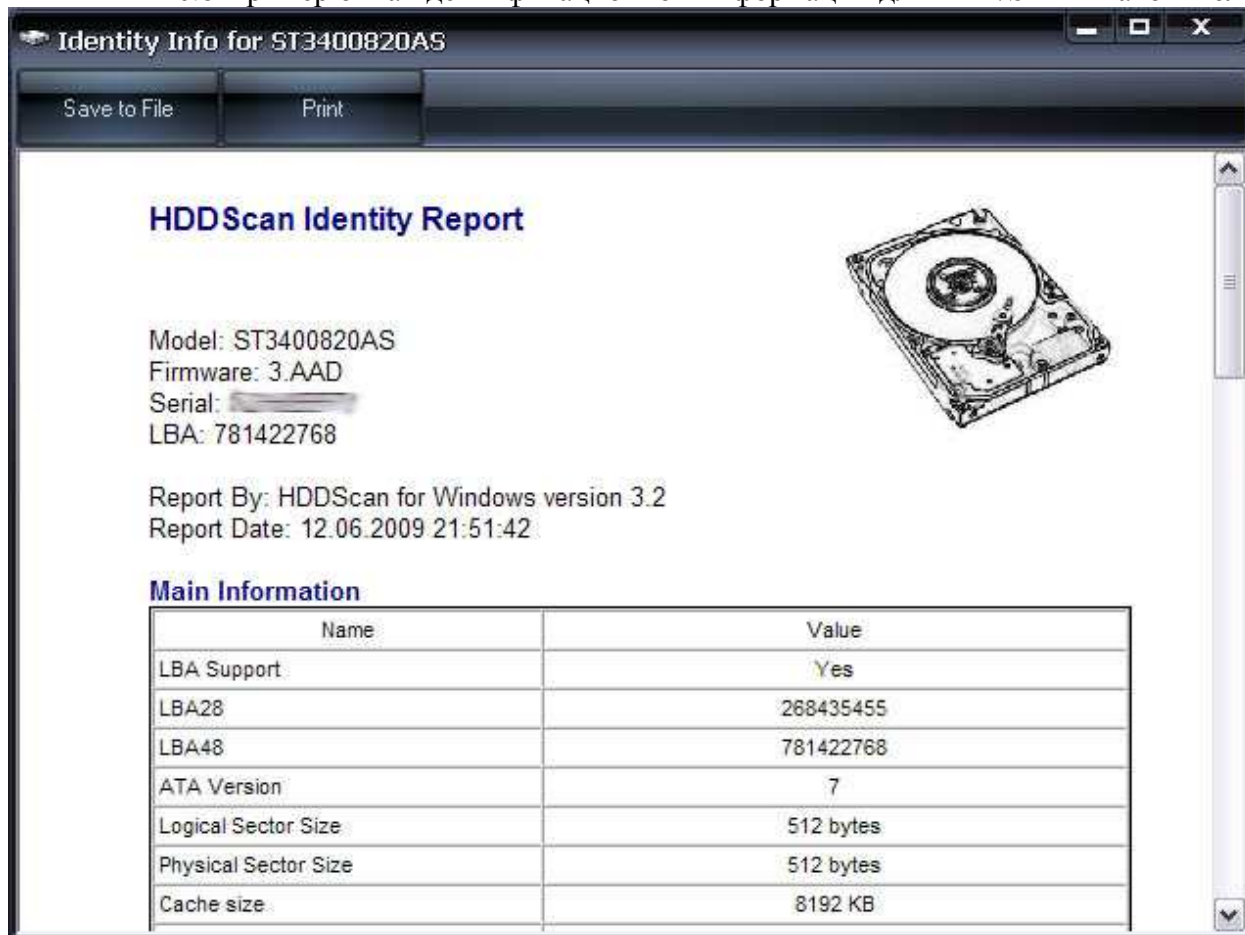 Identity Info for ST3400820AS
Save to File
Print
HDDScan Identity Report
Model: ST3400820AS
Firmware: 3.AAD
Serial:
LBA: 781422768
Report By: HDDScan for Windows version 3.2
Report Date: 12.06.2009 21:51:42
Main Information
Name Value
LBA Support Yes
LBA28 268435455
LBA48 781422768
ATA Version 7
Logical Sector Size 512 bytes
Physical Sector Size 512 bytes
Cache size 8192 KB